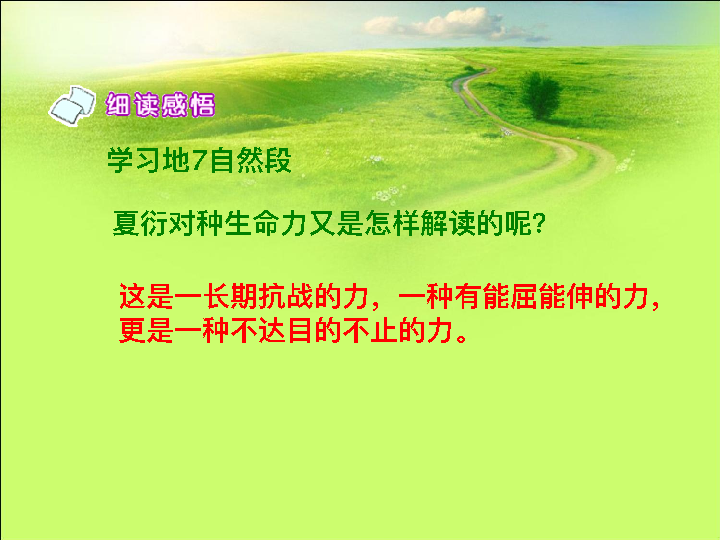 细读感悟
学习地7自然段
夏衍对种生命力又是怎样解读的呢?
这是一长期抗战的力，一种有能屈能伸的力，
更是一种不达目的不止的力。